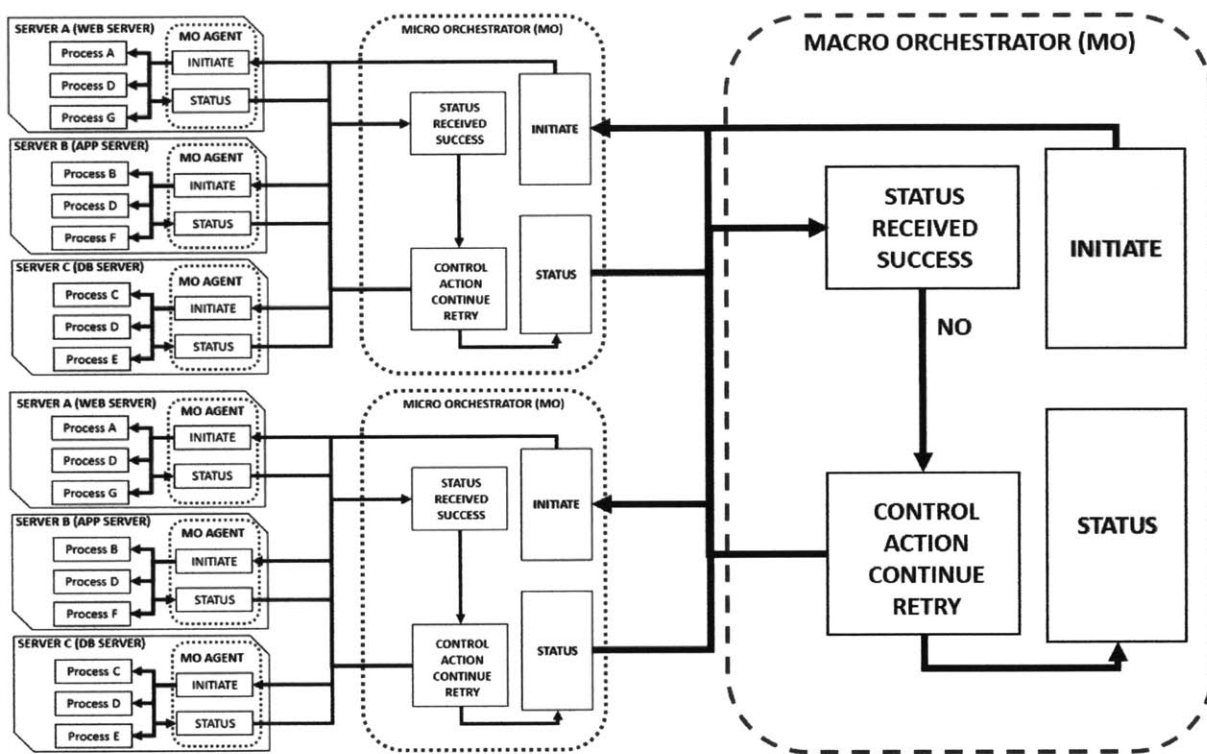 SERVER A (WEB SERVER)
MO AGENT
Process A
INITIATE
Process D
STATUS
Process G
SERVER B (APP SERVER)
MO AGENT
Process B
INITIATE
Process D
STATUS
Process F
SERVER C (DB SERVER)
MO AGENT
Process C
INITIATE
Process D
STATUS
Process E
MICRO ORCHESTRATOR (MO)
STATUS
RECEIVED
SUCCESS
INITIATE
CONTROL
ACTION
CONTINUE
RETRY
STATUS
SERVER A (WEB SERVER)
MO AGENT
Process A
INITIATE
Process D
STATUS
Process G
SERVER B (APP SERVER)
MO AGENT
Process B
INITIATE
Process D
STATUS
Process F
SERVER C (DB SERVER)
MO AGENT
Process C
INITIATE
Process D
STATUS
Process E
MICRO ORCHESTRATOR (MO)
STATUS
RECEIVED
SUCCESS
INITIATE
CONTROL
ACTION
CONTINUE
RETRY
STATUS
MACRO ORCHESTRATOR (MO)
STATUS
RECEIVED
SUCCESS
INITIATE
NO
CONTROL
ACTION
CONTINUE
RETRY
STATUS